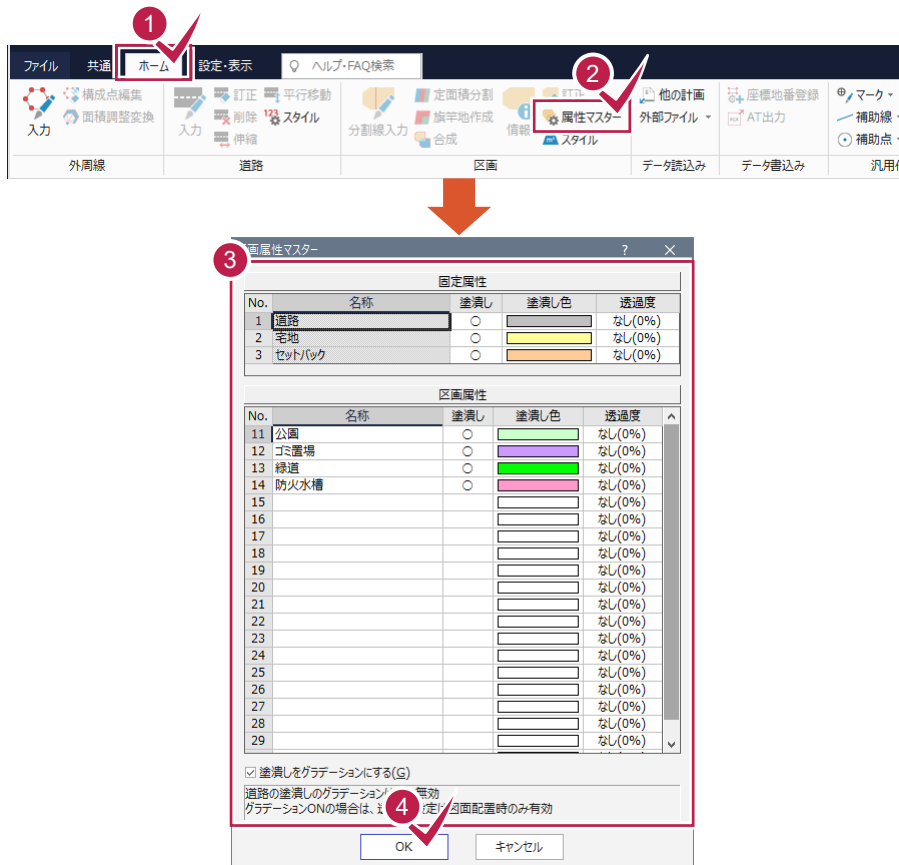 1
ファイル 共通 ホーム 設定・表示 ヘルプ・FAQ検索
2
入力 構成点編集 面積調整変換
外周線
入力 訂正 平行移動
削除 スタイル
伸縮
道路
分割線入力 定面積分割
旗竿地作成
合成
情報 訂正
属性マスター
スタイル
区画
他の計画
外部ファイル
データ読込み
座標地番登録
AT出力
データ書込み
マーク
補助線
補助点
汎用
3
画属性マスター ? ×
固定属性
No. 名称 塗潰し 塗潰し色 透過度
1 道路 ○ なし(0%)
2 宅地 ○ なし(0%)
3 セットバック ○ なし(0%)
区画属性
No. 名称 塗潰し 塗潰し色 透過度
11 公園 ○ なし(0%)
12 ゴミ置場 ○ なし(0%)
13 緑道 ○ なし(0%)
14 防火水槽 ○ なし(0%)
15 なし(0%)
16 なし(0%)
17 なし(0%)
18 なし(0%)
19 なし(0%)
20 なし(0%)
21 なし(0%)
22 なし(0%)
23 なし(0%)
24 なし(0%)
25 なし(0%)
26 なし(0%)
27 なし(0%)
28 なし(0%)
29 なし(0%)
塗潰しをグラデーションにする(G)
道路の塗潰しのグラデーション 無効
グラデーションONの場合は、 定は図面配置時のみ有効
4
OK キャンセル